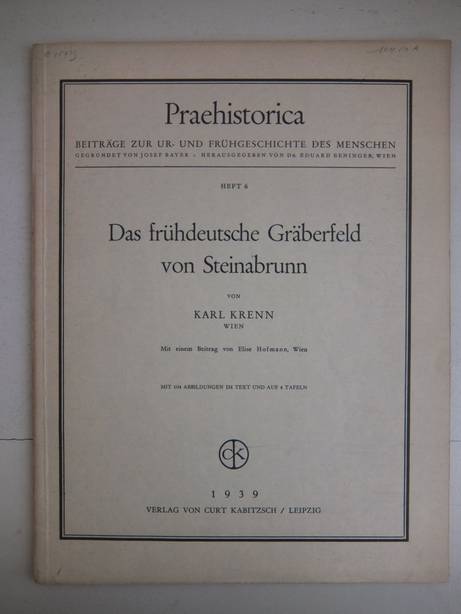 Praehistorica
BEITRÄGE ZUR UR- UND FRÜHGESCHICHTE DES MENSCHEN
GEGRÜNDET VON JOSEF BAYER · HERAUSGEGEBEN VON DR. EDUARD BENINGER, WIEN
HEFT 6
Das frühdeutsche Gräberfeld
von Steinabrunn
VON
KARL KRENN
WIEN
Mit einem Beitrag von Elise Hofmann, Wien
MIT 104 ABBILDUNGEN IM TEXT UND AUF 4 TAFELN
CK
1939
VERLAG VON CURT KABITZSCH / LEIPZIG